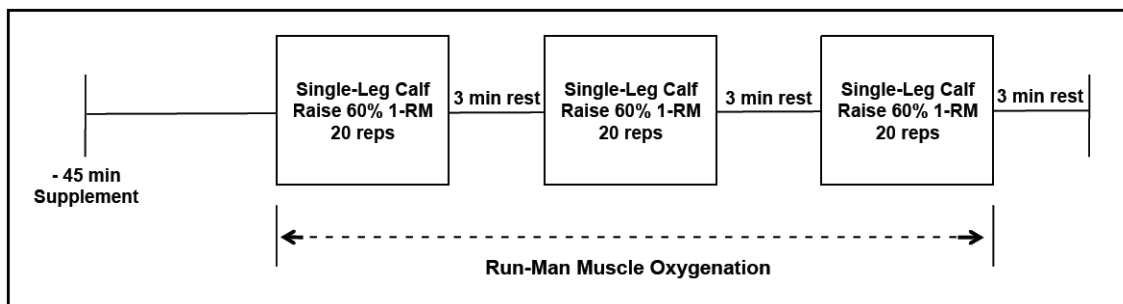 Single-Leg Calf
Raise 60% 1-RM
20 reps
3 min rest
Single-Leg Calf
Raise 60% 1-RM
20 reps
3 min rest
Single-Leg Calf
Raise 60% 1-RM
20 reps
3 min rest
- 45 min
Supplement
Run-Man Muscle Oxygenation